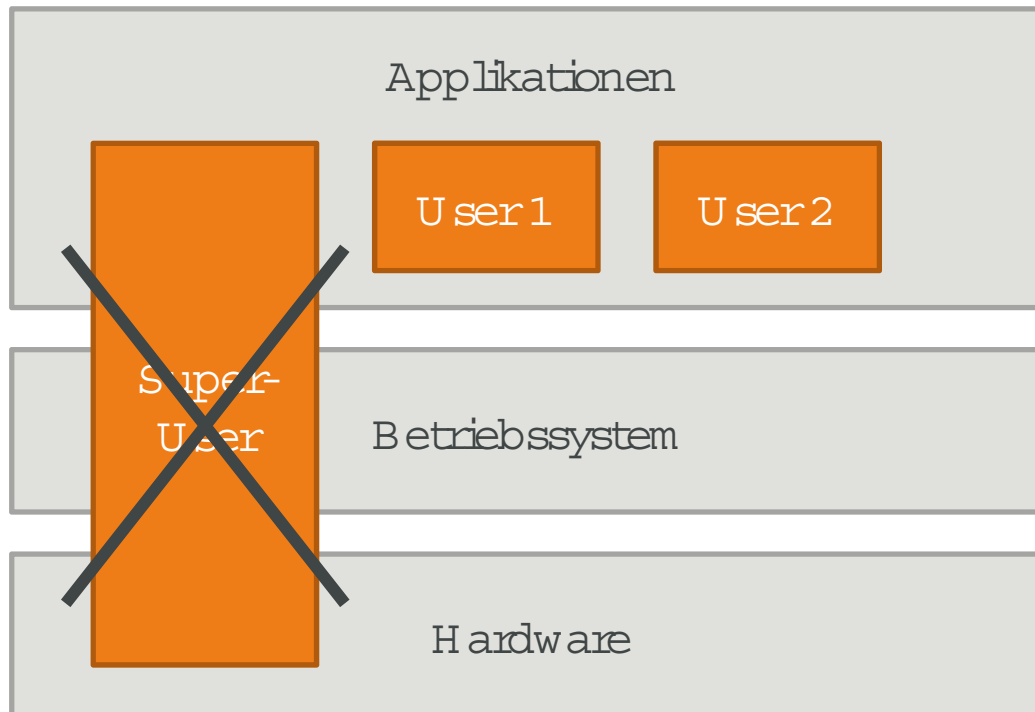 Applikationen
User 1
User 2
Super-
User
Betriebssystem
Hardware